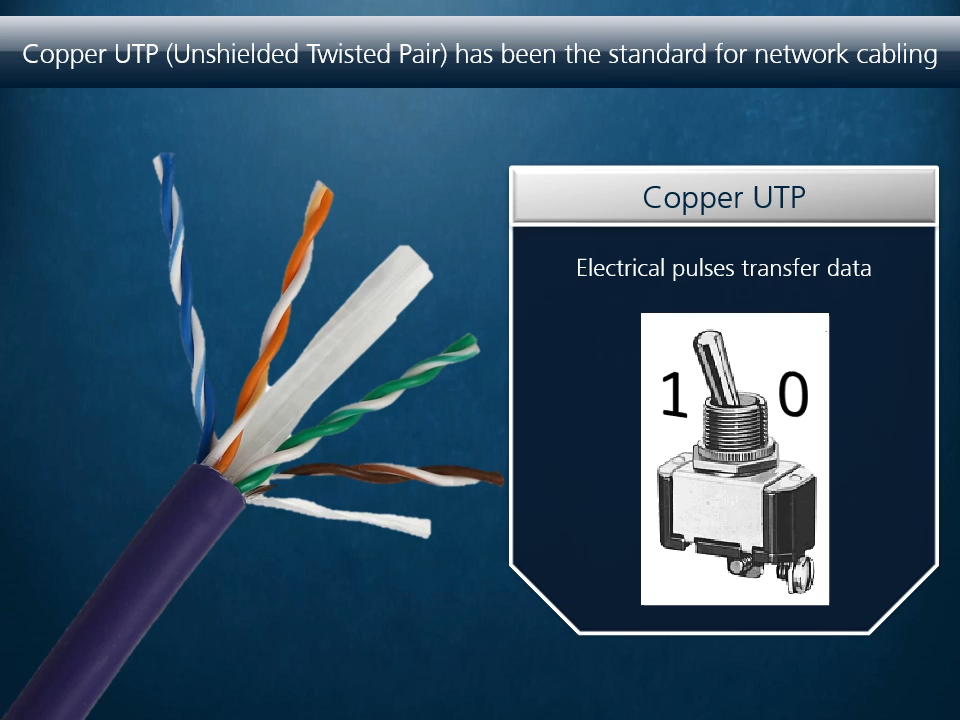 Copper UTP (Unshielded Twisted Pair) has been the standard for network cabling
Copper UTP
Electrical pulses transfer data
1 0